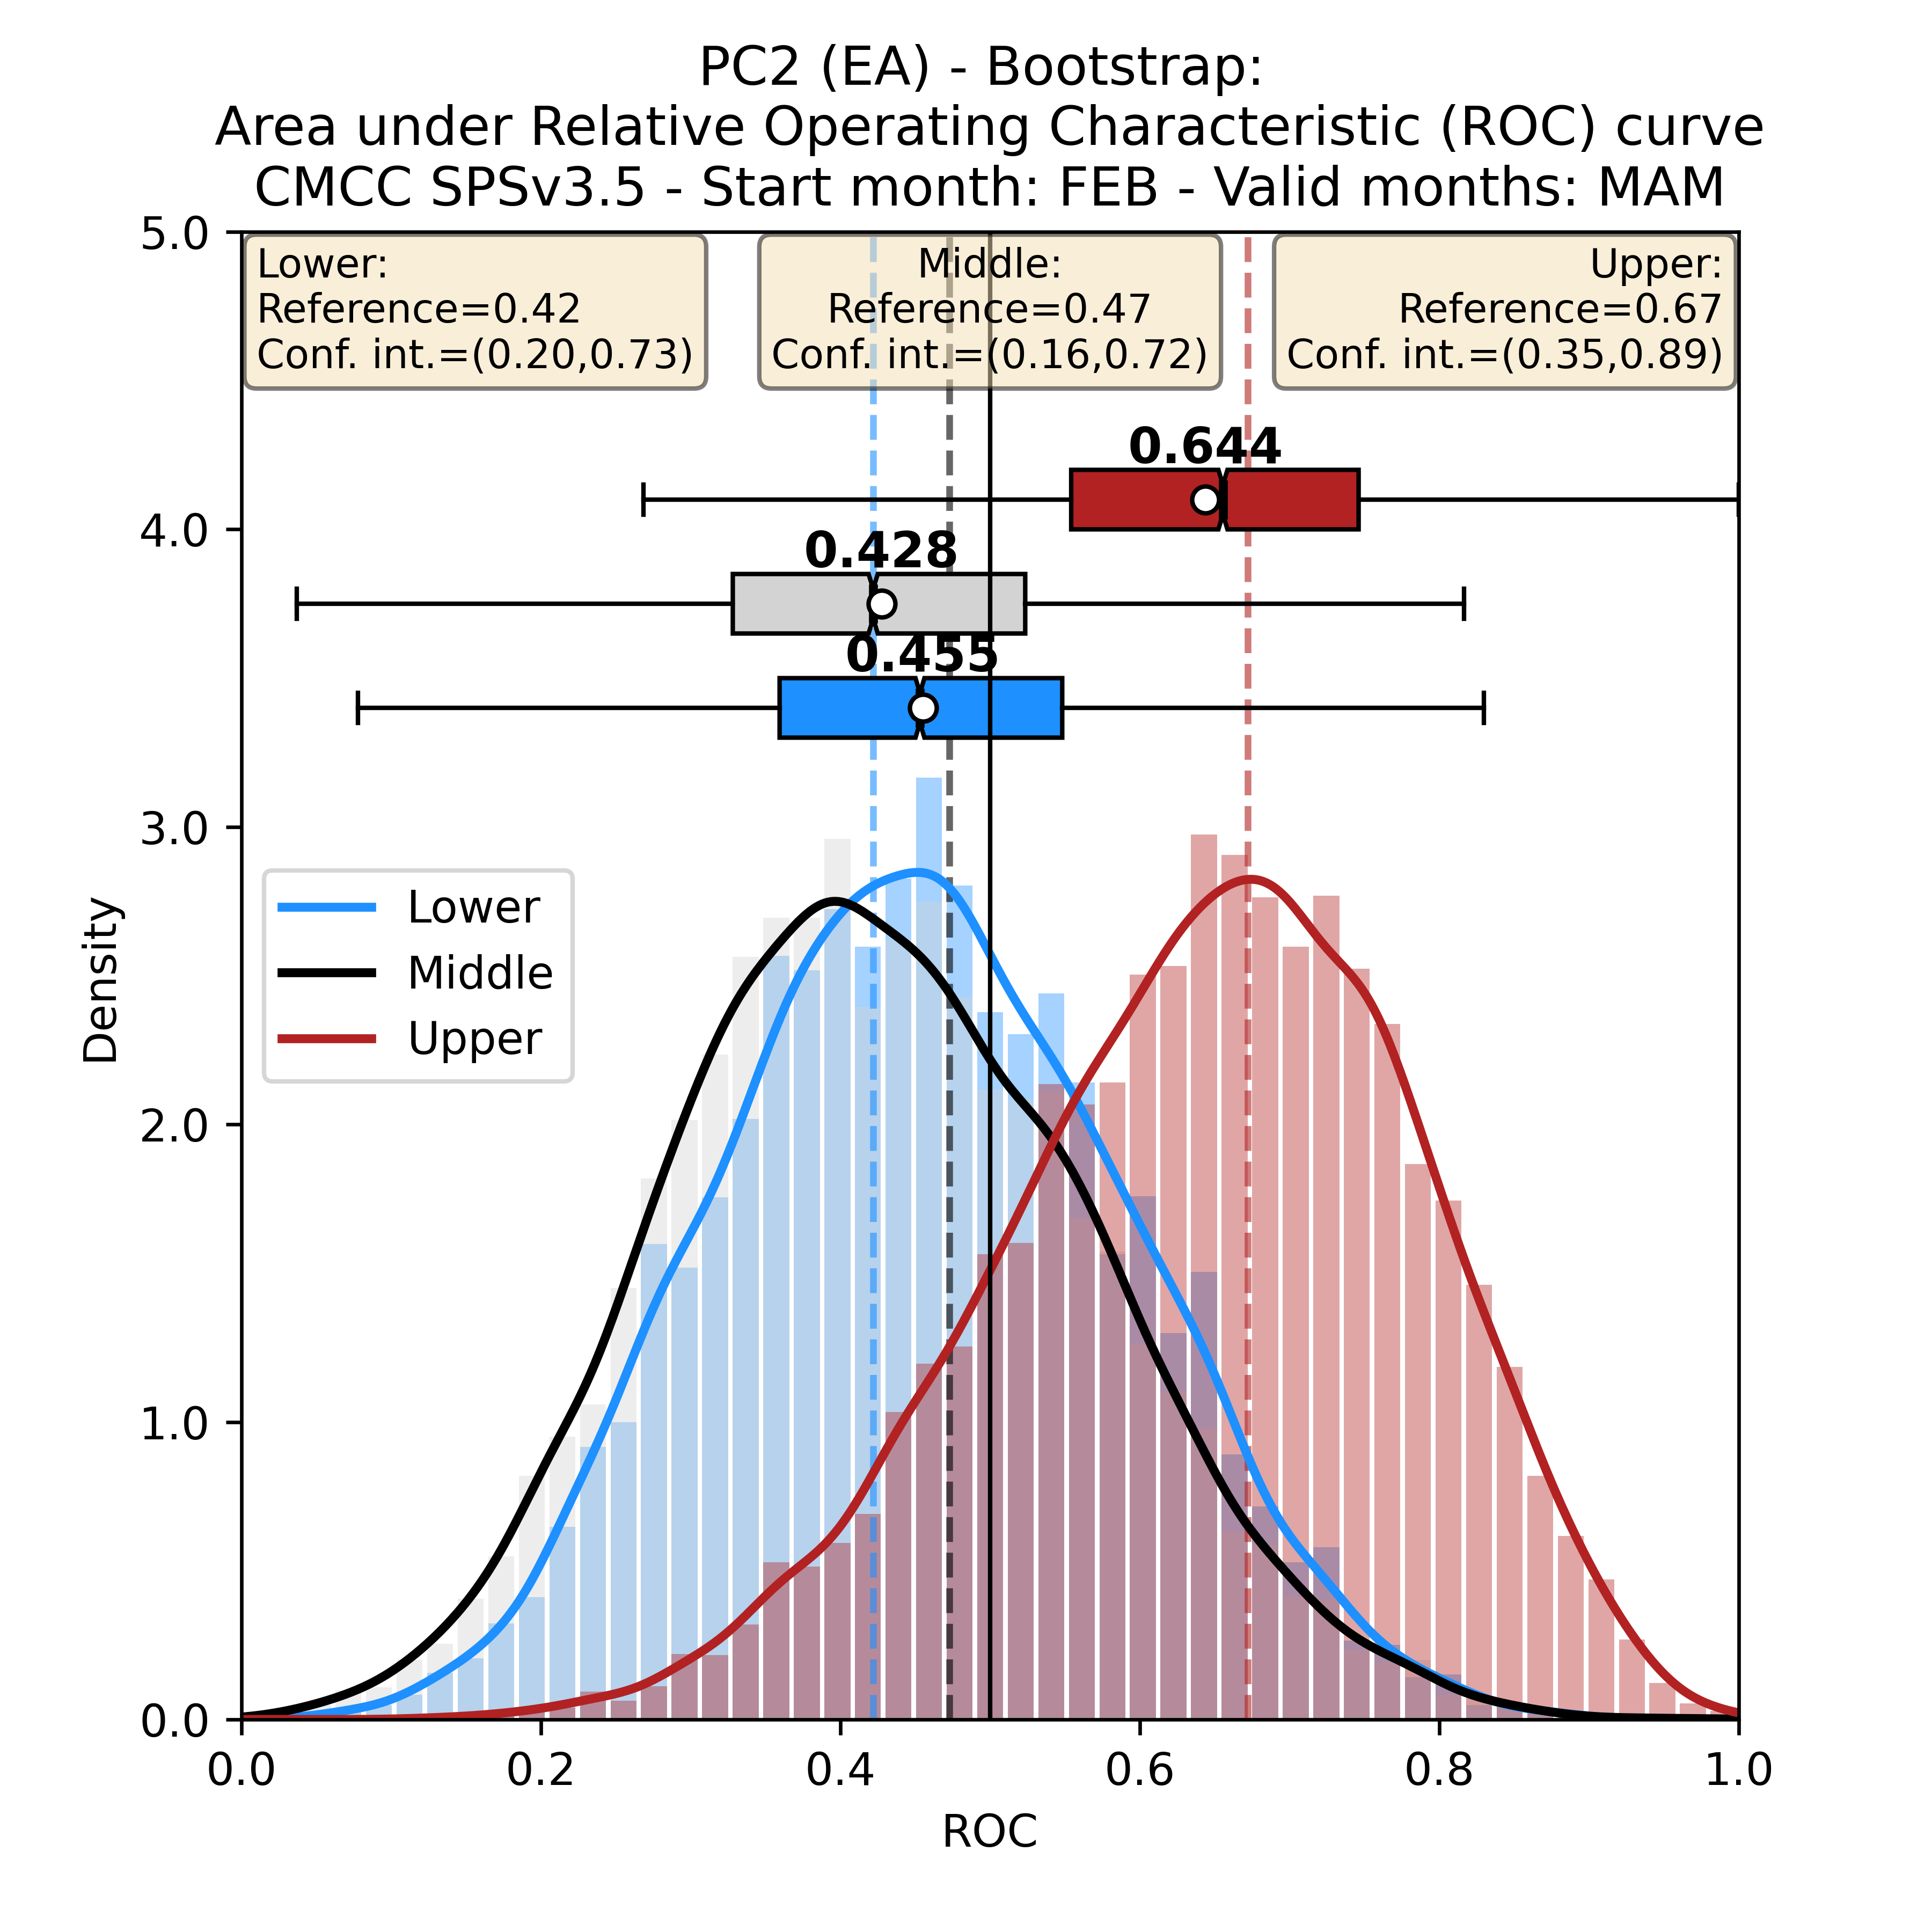 PC2 (EA) - Bootstrap:
Area under Relative Operating Characteristic (ROC) curve
CMCC SPSv3.5 - Start month: FEB - Valid months: MAM
Lower:
Reference=0.42
Conf. int.=(0.20,0.73)
Middle:
Reference=0.47
Conf. int.=(0.16,0.72)
Upper:
Reference=0.67
Conf. int.=(0.35,0.89)
0.644
0.428
0.455
Lower
Middle
Upper
Density
5.0
4.0
3.0
2.0
1.0
0.0
0.0 0.2 0.4 0.6 0.8 1.0
ROC